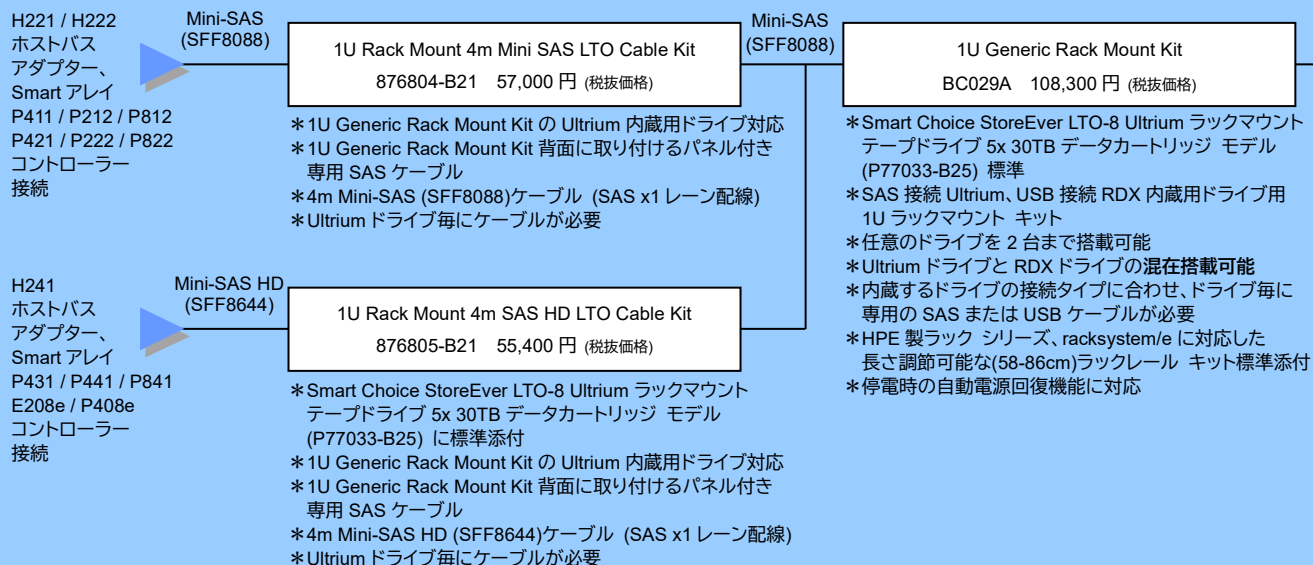 H221 / H222
ホストバス
アダプター、
Smart アレイ
P411 / P212 / P812
P421 / P222 / P822
コントローラー
接続
Mini-SAS
(SFF8088)
1U Rack Mount 4m Mini SAS LTO Cable Kit
876804-B21 57,000 円 (税抜価格)
＊1U Generic Rack Mount Kit の Ultrium 内蔵用ドライブ対応
＊1U Generic Rack Mount Kit 背面に取り付けるパネル付き
専用 SAS ケーブル
＊4m Mini-SAS (SFF8088)ケーブル (SAS x1 レーン配線)
＊Ultrium ドライブ毎にケーブルが必要
H241
ホストバス
アダプター、
Smart アレイ
P431 / P441 / P841
E208e / P408e
コントローラー
接続
Mini-SAS HD
(SFF8644)
1U Rack Mount 4m SAS HD LTO Cable Kit
876805-B21 55,400 円 (税抜価格)
＊Smart Choice StoreEver LTO-8 Ultrium ラックマウント
テープドライブ 5x 30TB データカートリッジ モデル
(P77033-B25) に標準添付
＊1U Generic Rack Mount Kit の Ultrium 内蔵用ドライブ対応
＊1U Generic Rack Mount Kit 背面に取り付けるパネル付き
専用 SAS ケーブル
＊4m Mini-SAS HD (SFF8644)ケーブル (SAS x1 レーン配線)
＊Ultrium ドライブ毎にケーブルが必要
Mini-SAS
(SFF8088)
1U Generic Rack Mount Kit
BC029A 108,300 円 (税抜価格)
＊Smart Choice StoreEver LTO-8 Ultrium ラックマウント
テープドライブ 5x 30TB データカートリッジ モデル
(P77033-B25) 標準
＊SAS 接続 Ultrium、USB 接続 RDX 内蔵用ドライブ用
1U ラックマウント キット
＊任意のドライブを 2 台まで搭載可能
＊Ultrium ドライブと RDX ドライブの混在搭載可能
＊内蔵するドライブの接続タイプに合わせ、ドライブ毎に
専用の SAS または USB ケーブルが必要
＊HPE 製ラック シリーズ、racksystem/e に対応した
長さ調節可能な(58-86cm)ラックレール キット標準添付
＊停電時の自動電源回復機能に対応